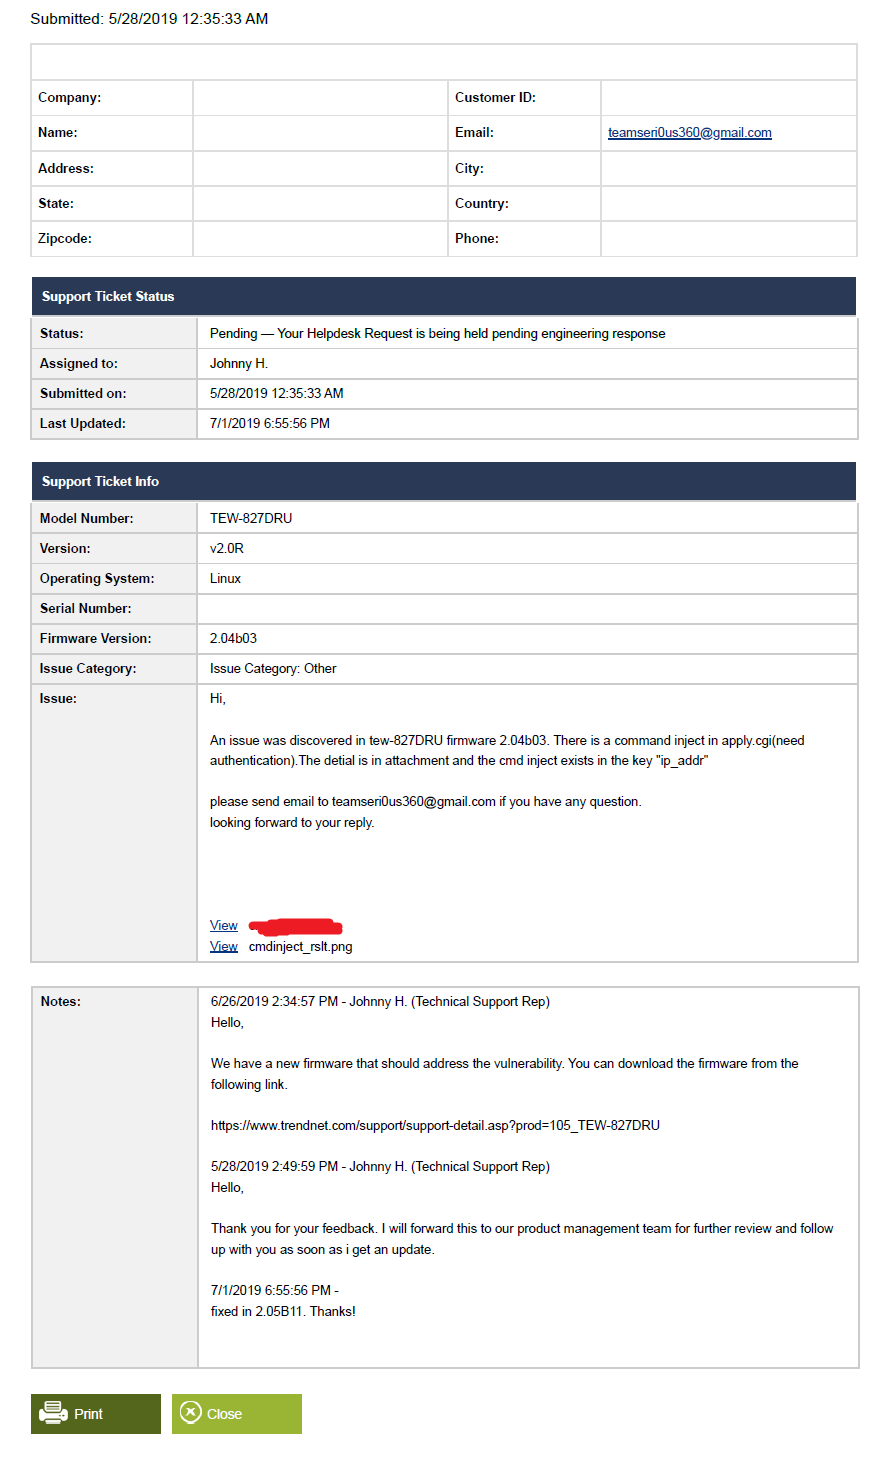 Submitted: 5/28/2019 12:35:33 AM
Company: Customer ID:
Name: Email: teamseri0us360@gmail.com
Address: City:
State: Country:
Zipcode: Phone:
Support Ticket Status
Status: Pending — Your Helpdesk Request is being held pending engineering response
Assigned to: Johnny H.
Submitted on: 5/28/2019 12:35:33 AM
Last Updated: 7/1/2019 6:55:56 PM
Support Ticket Info
Model Number: TEW-827DRU
Version: v2.0R
Operating System: Linux
Serial Number:
Firmware Version: 2.04b03
Issue Category: Issue Category: Other
Issue: Hi,
An issue was discovered in tew-827DRU firmware 2.04b03. There is a command inject in apply.cgi(need
authentication).The detial is in attachment and the cmd inject exists in the key "ip_addr"
please send email to teamseri0us360@gmail.com if you have any question.
looking forward to your reply.
View
View cmdinject_rslt.png
Notes: 6/26/2019 2:34:57 PM - Johnny H. (Technical Support Rep)
Hello,
We have a new firmware that should address the vulnerability. You can download the firmware from the
following link.
https://www.trendnet.com/support/support-detail.asp?prod=105_TEW-827DRU
5/28/2019 2:49:59 PM - Johnny H. (Technical Support Rep)
Hello,
Thank you for your feedback. I will forward this to our product management team for further review and follow
up with you as soon as i get an update.
7/1/2019 6:55:56 PM -
fixed in 2.05B11. Thanks!
Print Close